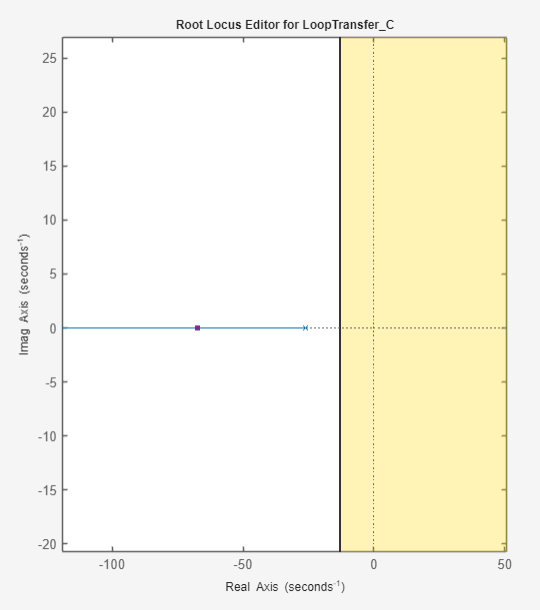 Root Locus Editor for LoopTransfer_C
25
20
15
10
5
0
-5
-10
-15
-20
-100 -50 0 50
Imag Axis (seconds⁻¹)
Real Axis (seconds⁻¹)